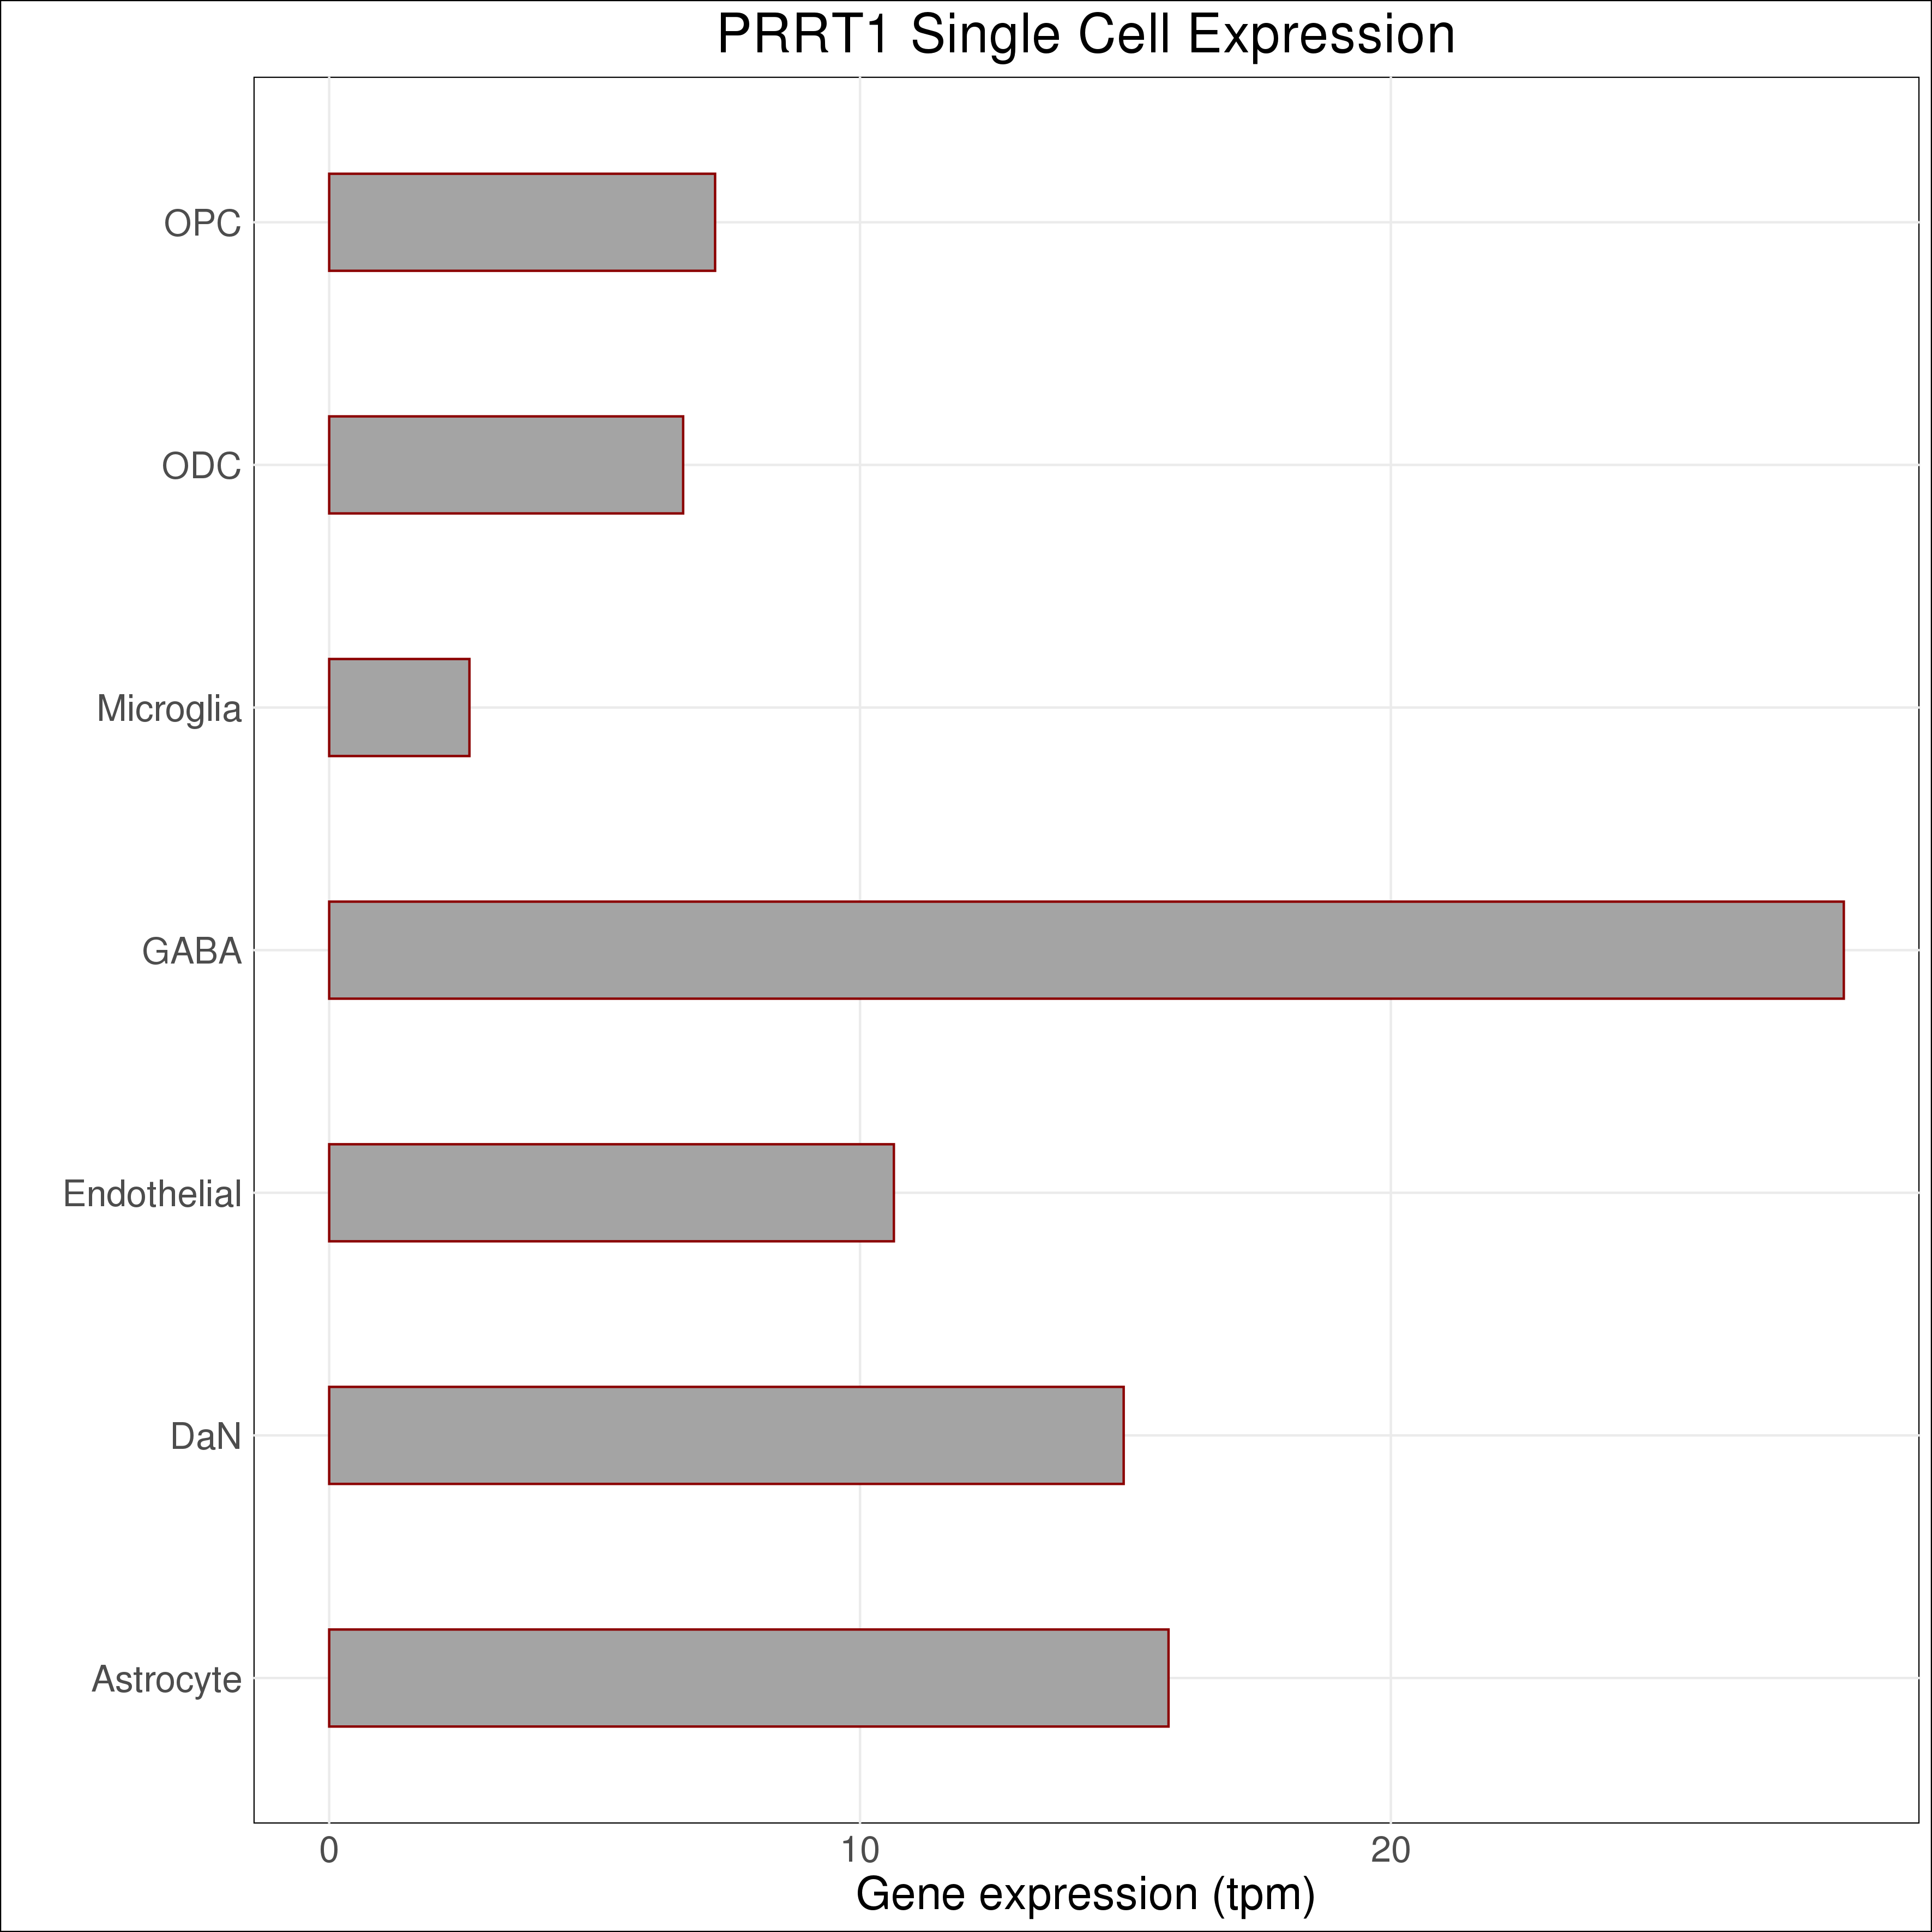 PRRT1 Single Cell Expression
OPC
ODC
Microglia
GABA
Endothelial
DaN
Astrocyte
0 10 20
Gene expression (tpm)